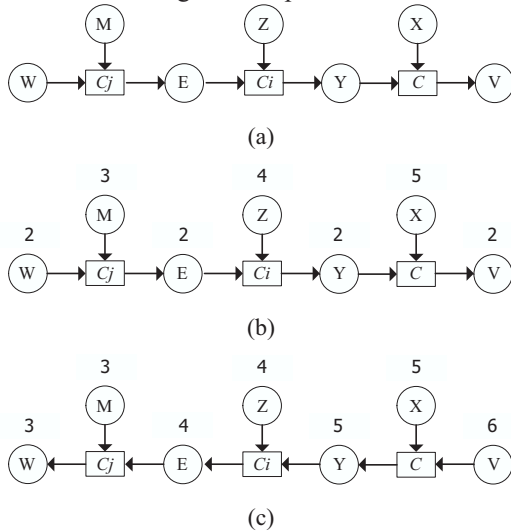 M Z X
W Cj E Ci Y C V
(a)
3 4 5
M Z X
2 2 2 2
W Cj E Ci Y C V
(b)
3 4 5
M Z X
3 4 5 6
W Cj E Ci Y C V
(c)